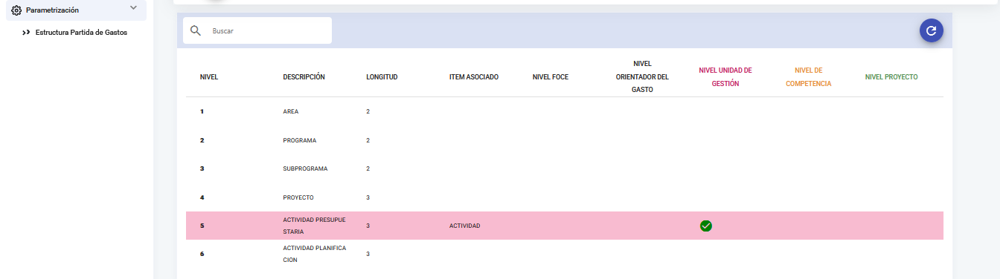 Parametrización
Estructura Partida de Gastos
Buscar
NIVEL
DESCRIPCIÓN
LONGITUD
ITEM ASOCIADO
NIVEL FOCE
NIVEL
ORIENTADOR DEL
GASTO
NIVEL UNIDAD DE
GESTIÓN
NIVEL DE
COMPETENCIA
NIVEL PROYECTO
1 AREA 2
2 PROGRAMA 2
3 SUBPROGRAMA 2
4 PROYECTO 3
5 ACTIVIDAD PRESUPUE
STARIA 3 ACTIVIDAD
6 ACTIVIDAD PLANIFICA
CION 3